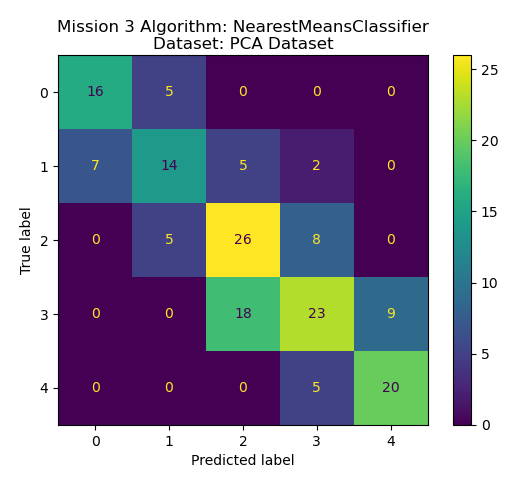 Mission 3 Algorithm: NearestMeansClassifier
Dataset: PCA Dataset
0 16 5 0 0 0
1 7 14 5 2 0
2 0 5 26 8 0
3 0 0 18 23 9
4 0 0 0 5 20
0 1 2 3 4
True label
Predicted label
25
20
15
10
5
0